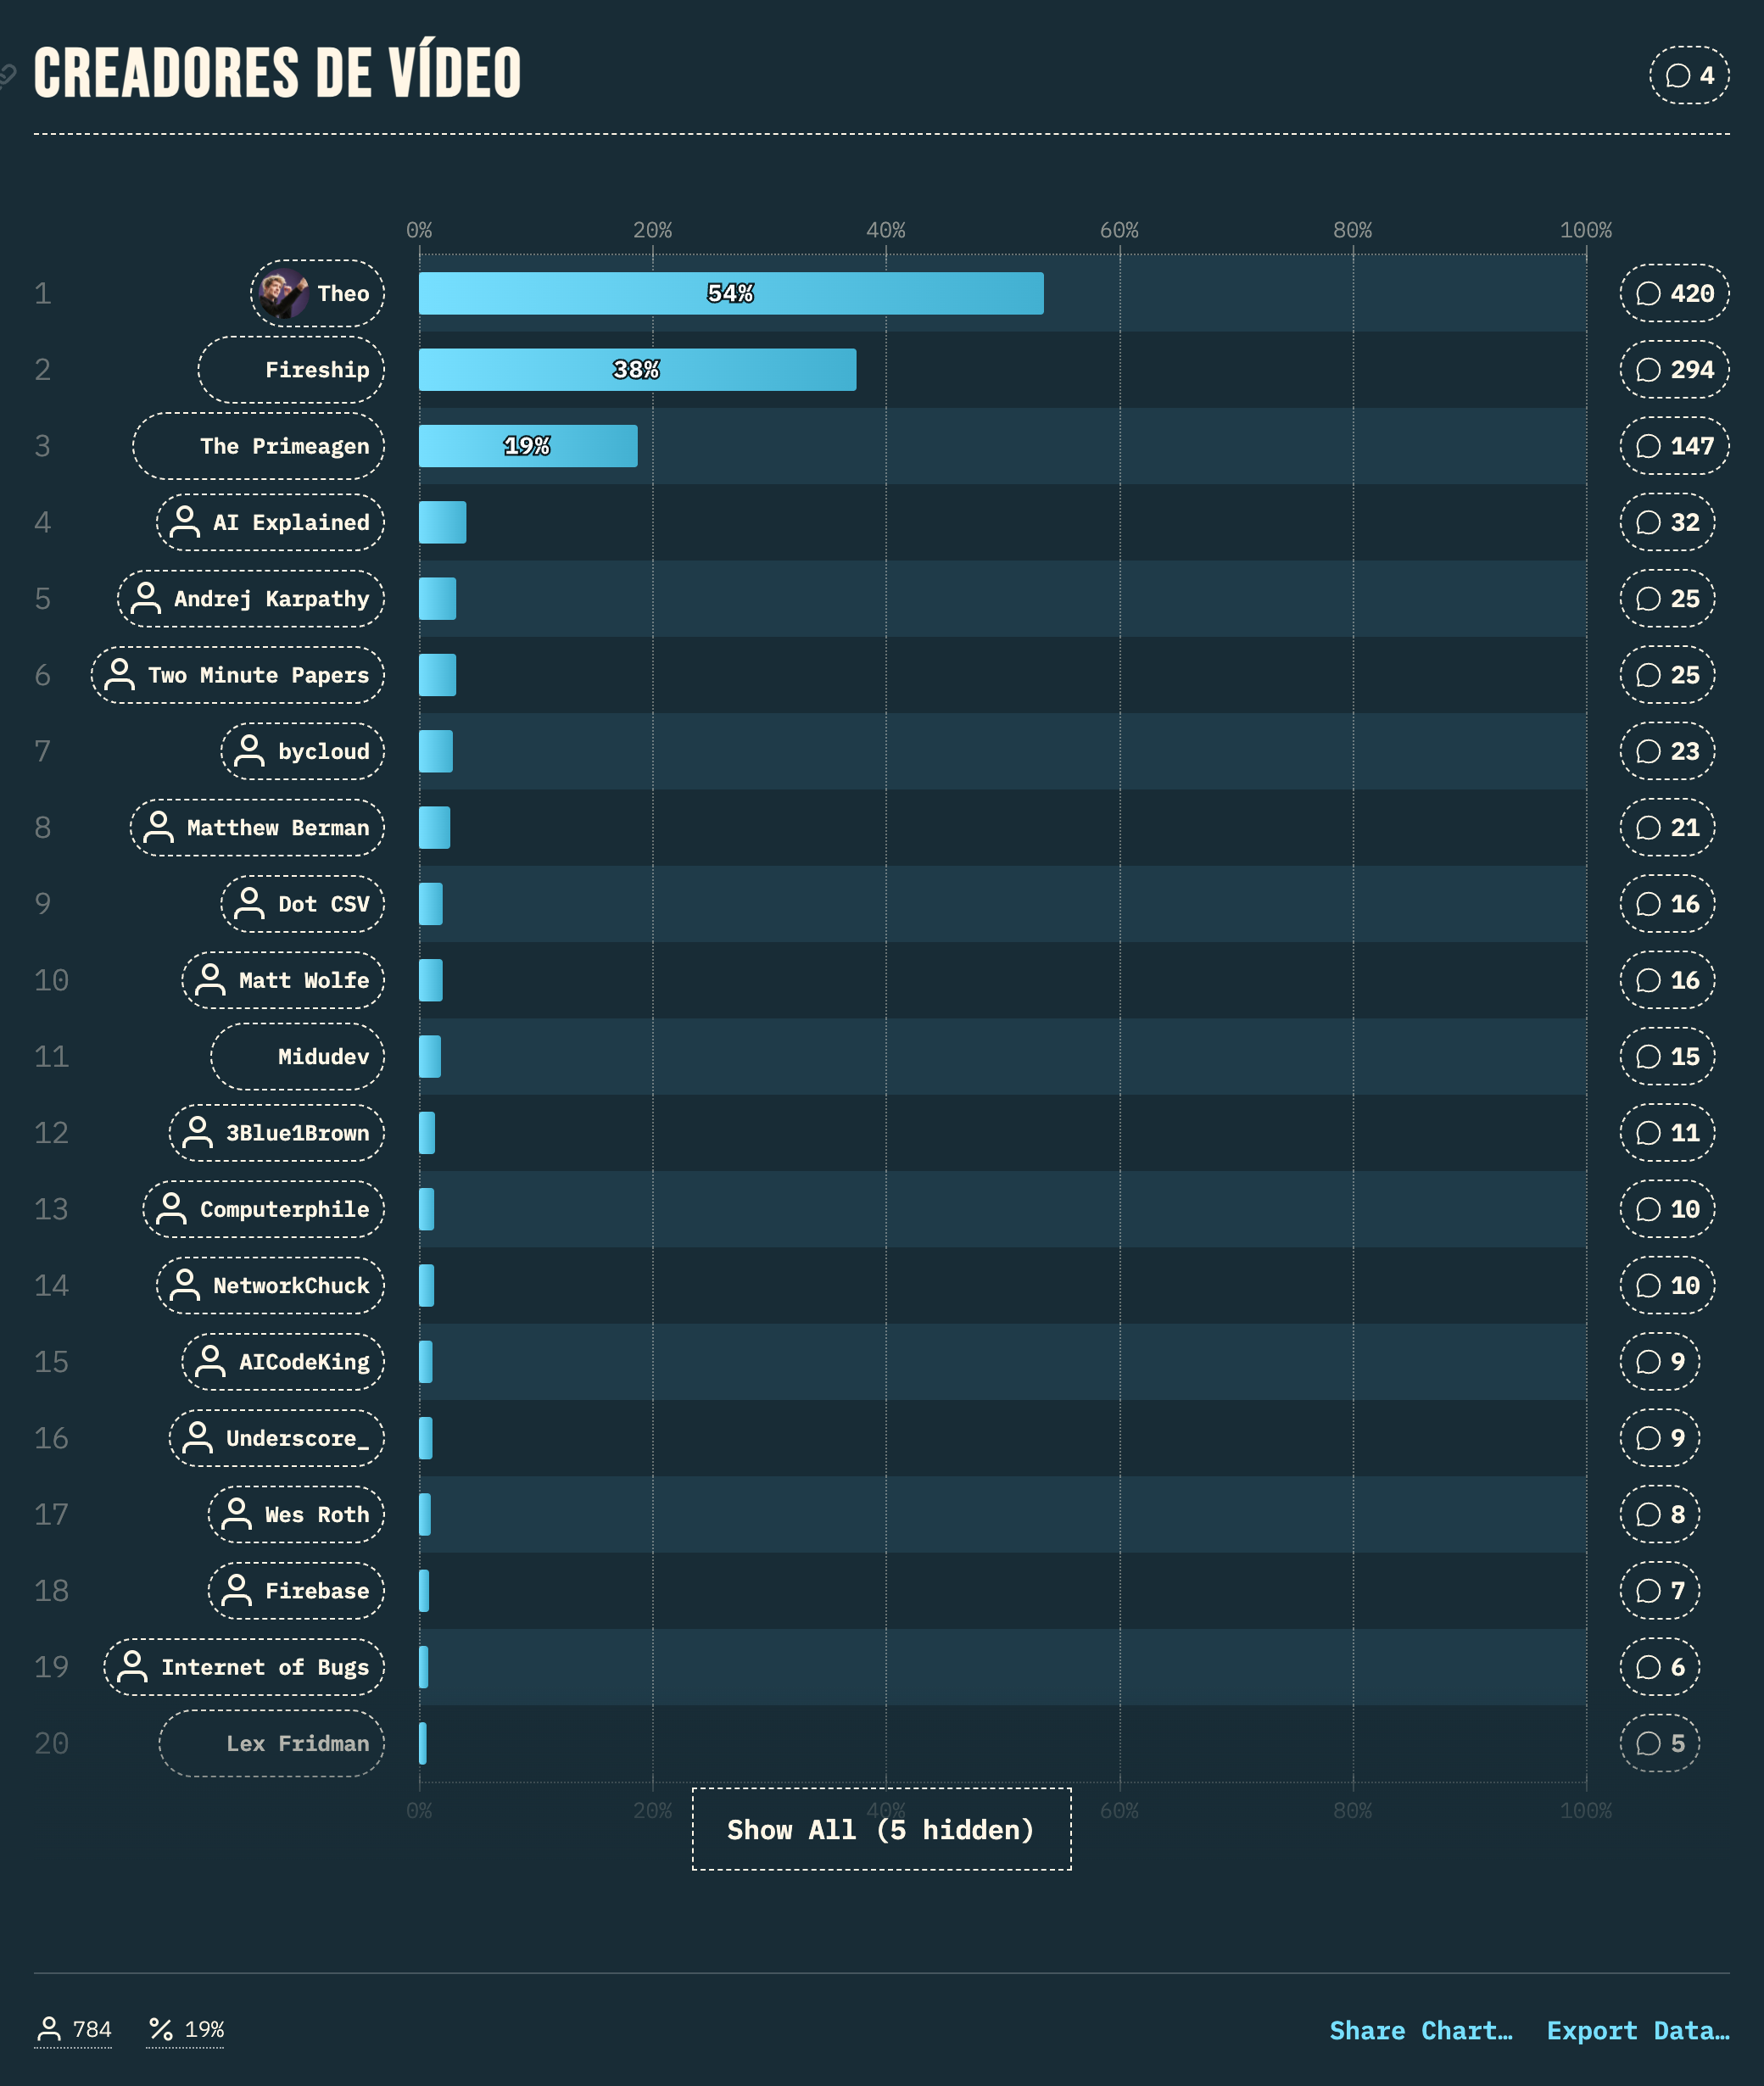 CREADORES DE VÍDEO
4
0% 20% 40% 60% 80% 100%
1 Theo 54% 420
2 Fireship 38% 294
3 The Primeagen 19% 147
4 AI Explained 32
5 Andrej Karpathy 25
6 Two Minute Papers 25
7 bycloud 23
8 Matthew Berman 21
9 Dot CSV 16
10 Matt Wolfe 16
11 Midudev 15
12 3Blue1Brown 11
13 Computerphile 10
14 NetworkChuck 10
15 AICodeKing 9
16 Underscore_ 9
17 Wes Roth 8
18 Firebase 7
19 Internet of Bugs 6
20 Lex Fridman 5
0% 20% 40% 60% 80% 100%
Show All (5 hidden)
784 19% Share Chart… Export Data…